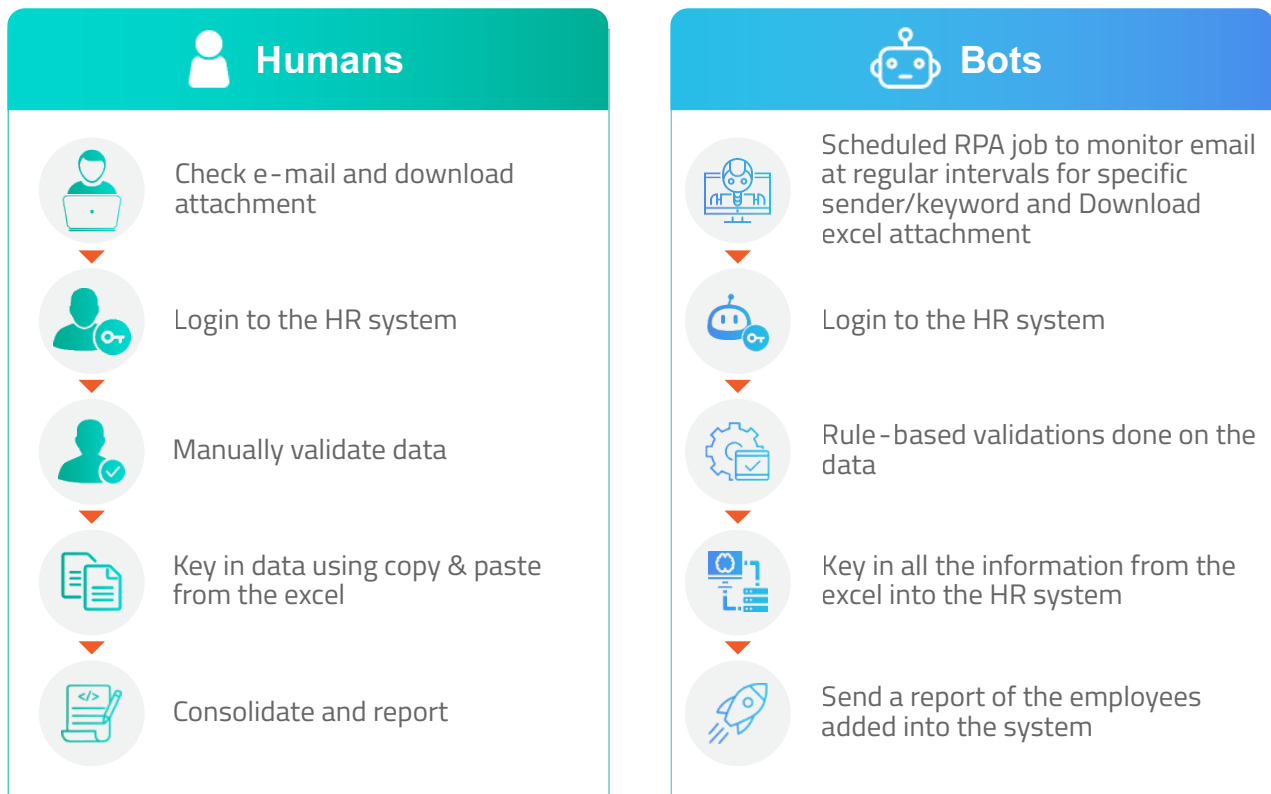 Humans
Check e-mail and download
attachment
Login to the HR system
Manually validate data
Key in data using copy & paste
from the excel
</>
Consolidate and report
Bots
Scheduled RPA job to monitor email
at regular intervals for specific
sender/keyword and Download
excel attachment
Login to the HR system
Rule-based validations done on the
data
Key in all the information from the
excel into the HR system
Send a report of the employees
added into the system